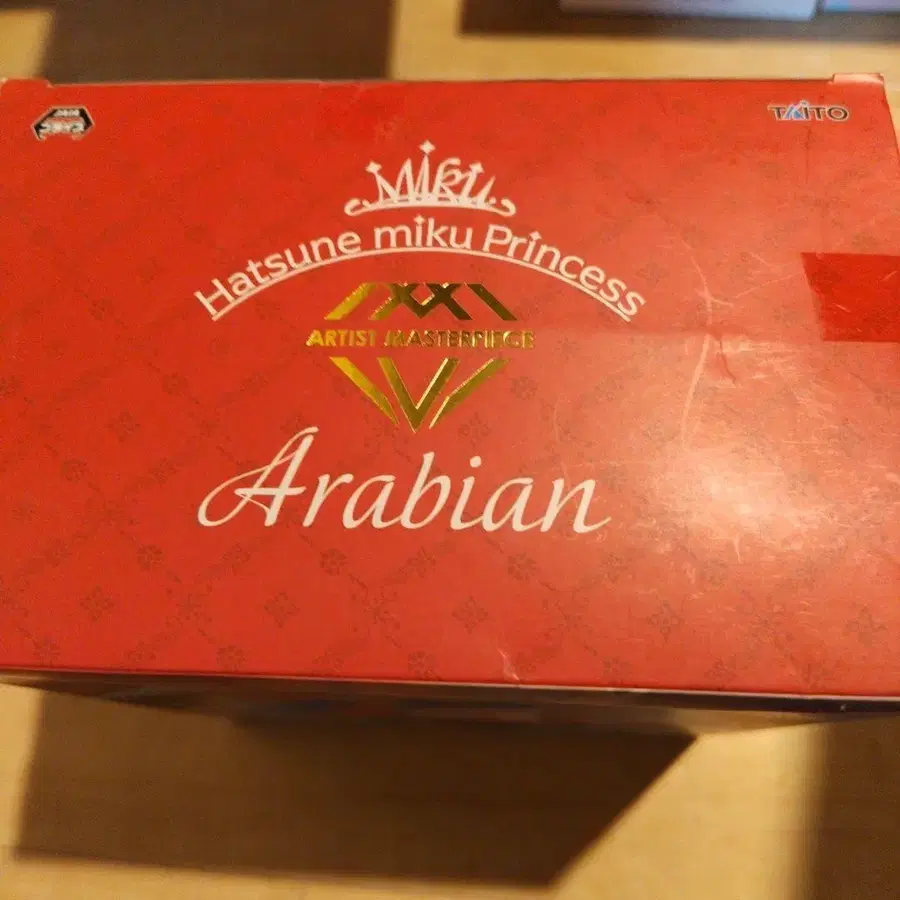 TAITO
Miku
Hatsune miku Princess
ARTIST MASTERPIECE
Arabian